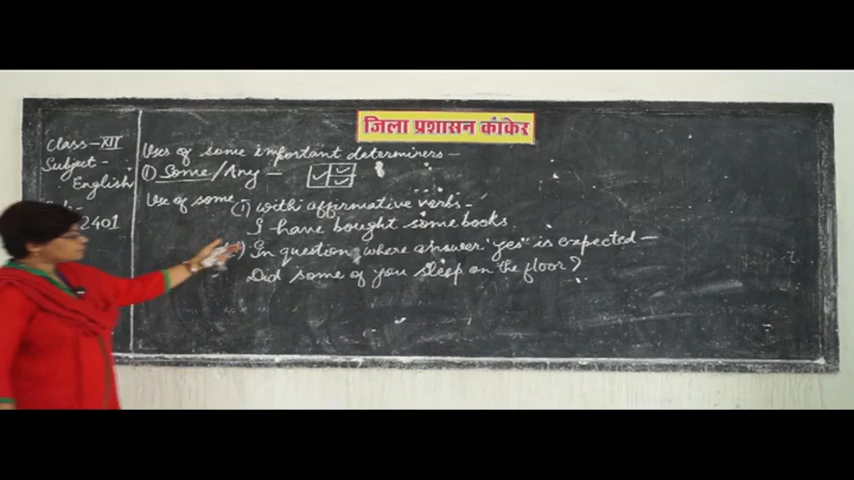 जिला प्रशासन कांकेर
Class - XII
Subject -
English
2401
Uses of some important determiners -
(1) Some/Any -
Use of some - (i) with affirmative verbs -
I have bought some books.
In question, where answer "yes" is expected -
Did some of you sleep on the floor?